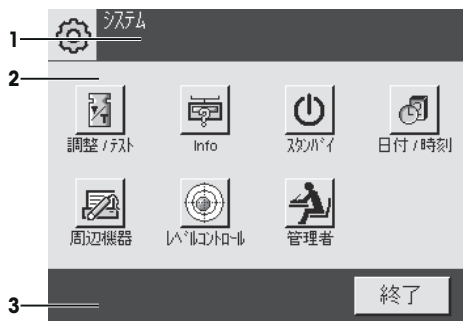 システム
1
2
調整/テスト
Info
スタンバイ
日付/時刻
周辺機器
レベルコントロール
管理者
3
終了